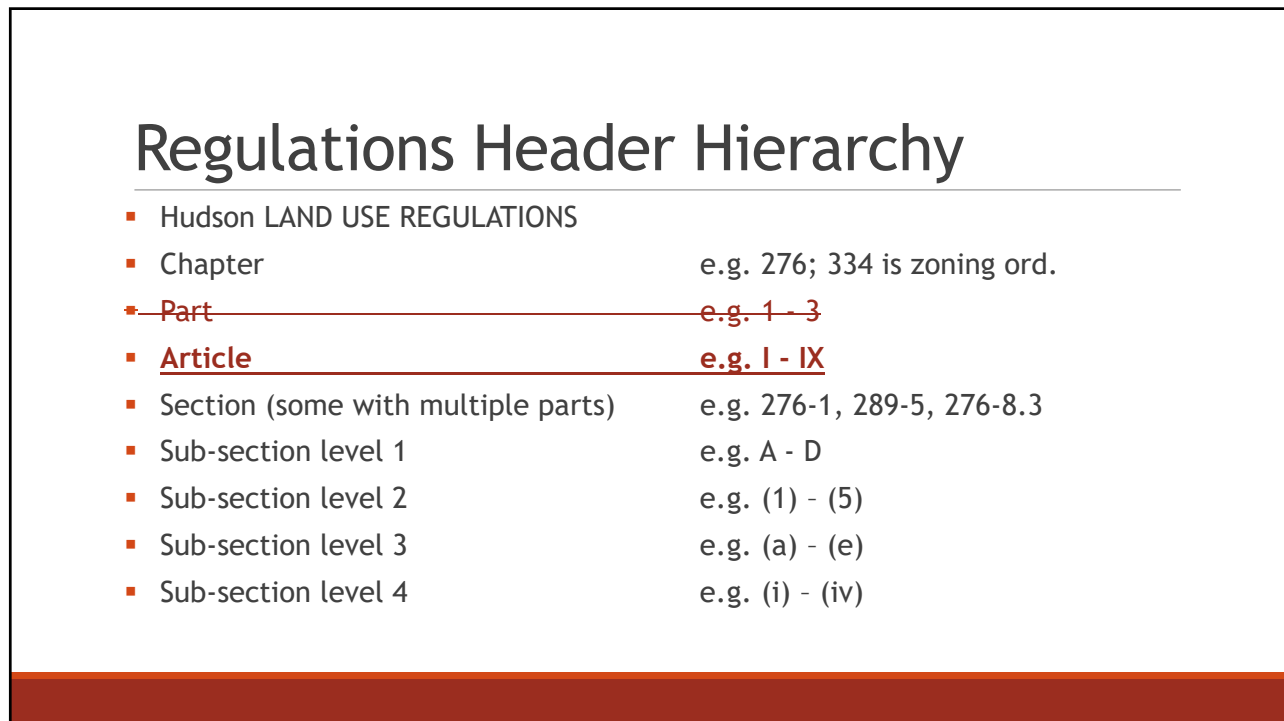 Regulations Header Hierarchy
▪ Hudson LAND USE REGULATIONS
▪ Chapter e.g. 276; 334 is zoning ord.
▪ Part e.g. 1 - 3
▪ Article e.g. I - IX
▪ Section (some with multiple parts) e.g. 276-1, 289-5, 276-8.3
▪ Sub-section level 1 e.g. A - D
▪ Sub-section level 2 e.g. (1) – (5)
▪ Sub-section level 3 e.g. (a) – (e)
▪ Sub-section level 4 e.g. (i) – (iv)